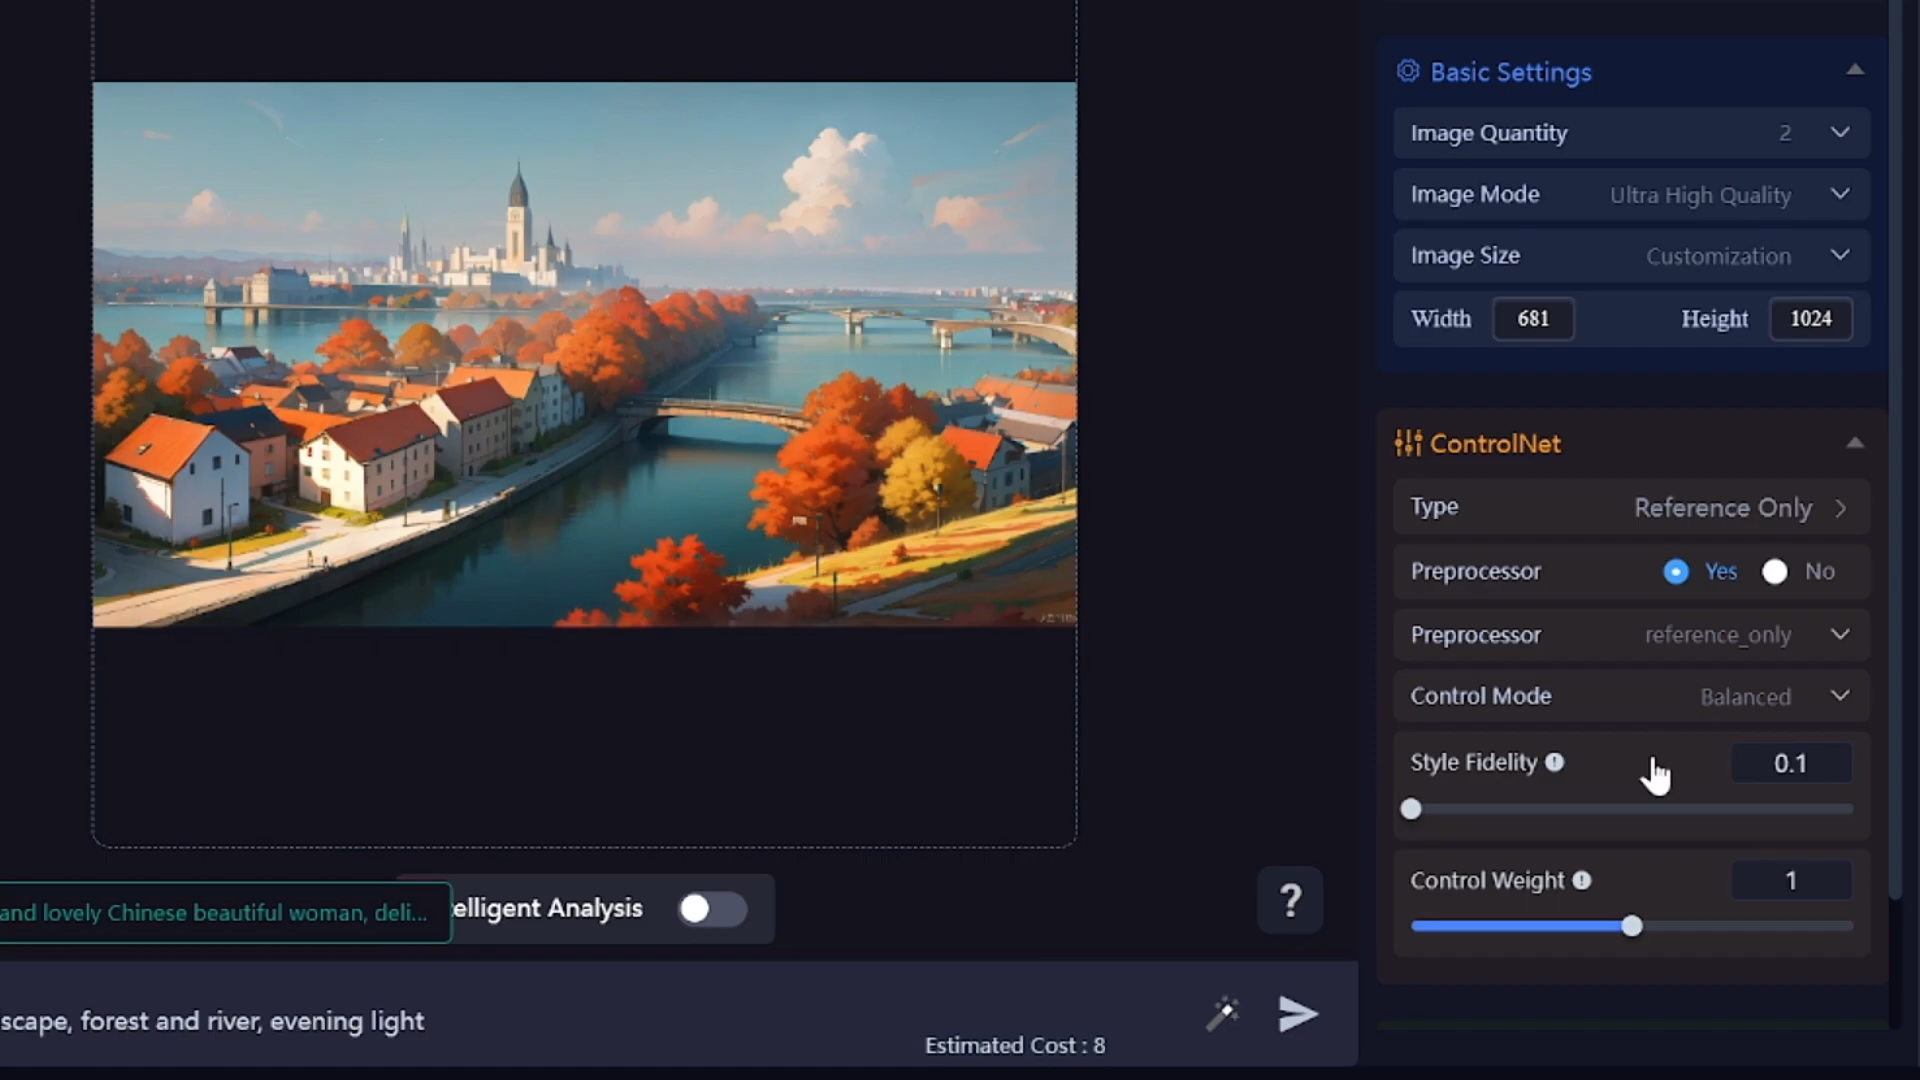 Basic Settings
Image Quantity 2
Image Mode Ultra High Quality
Image Size Customization
Width 681 Height 1024
ControlNet
Type Reference Only
Preprocessor Yes No
Preprocessor reference_only
Control Mode Balanced
Style Fidelity 0.1
Control Weight 1
and lovely Chinese beautiful woman, deli...
elligent Analysis
?
scape, forest and river, evening light
Estimated Cost : 8